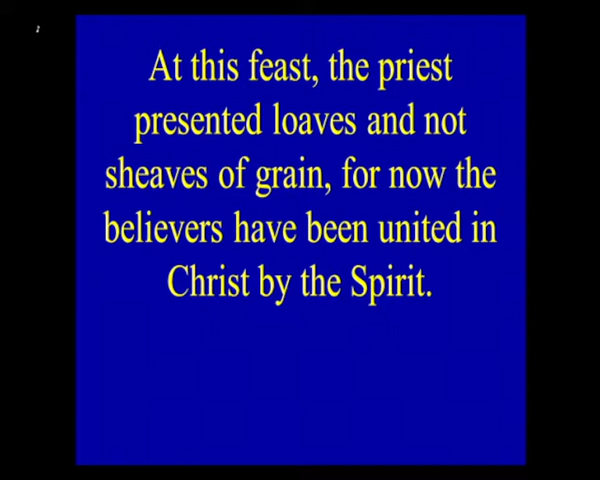 At this feast, the priest
presented loaves and not
sheaves of grain, for now the
believers have been united in
Christ by the Spirit.